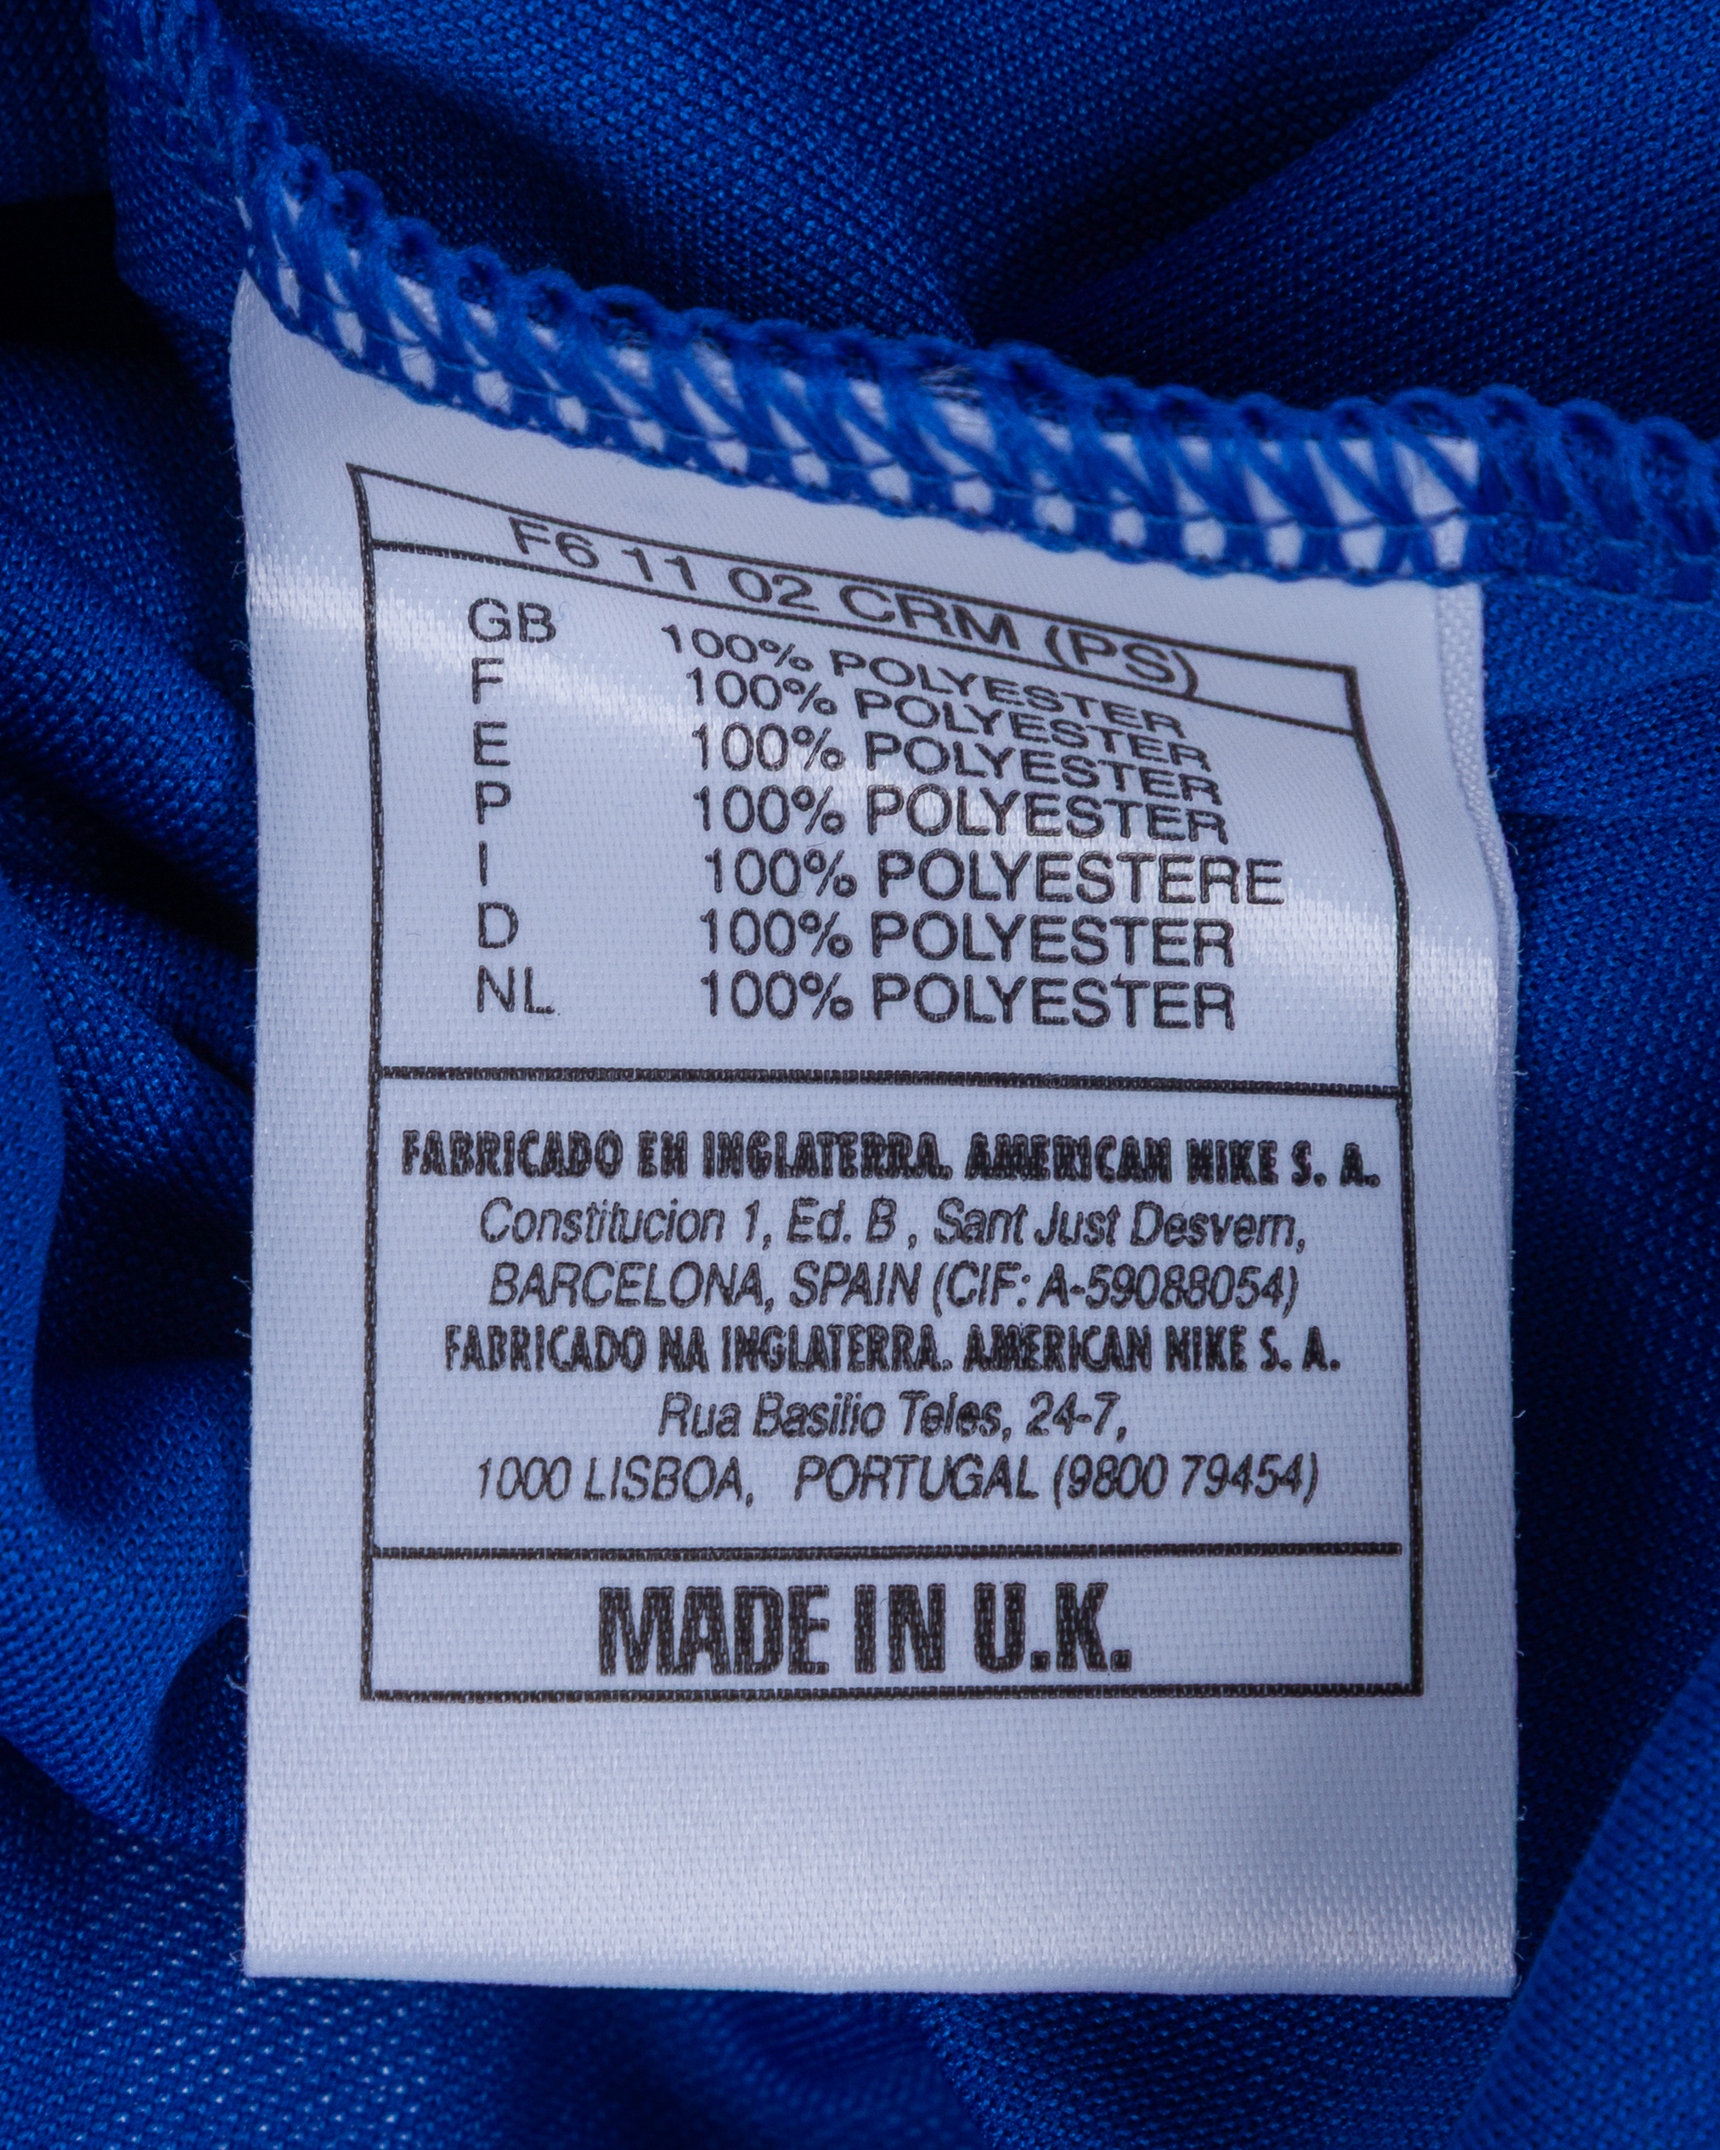 F6 11 02 CRM (PS)
GB 100% POLYESTER
F 100% POLYESTER
E 100% POLYESTER
P 100% POLYESTER
I 100% POLYESTERE
D 100% POLYESTER
NL 100% POLYESTER
FABRICADO EN INGLATERRA. AMERICAN NIKE S. A.
Constitucion 1, Ed. B , Sant Just Desvern,
BARCELONA, SPAIN (CIF: A-59088054)
FABRICADO NA INGLATERRA. AMERICAN NIKE S. A.
Rua Basilio Teles, 24-7,
1000 LISBOA, PORTUGAL (9800 79454)
MADE IN U.K.